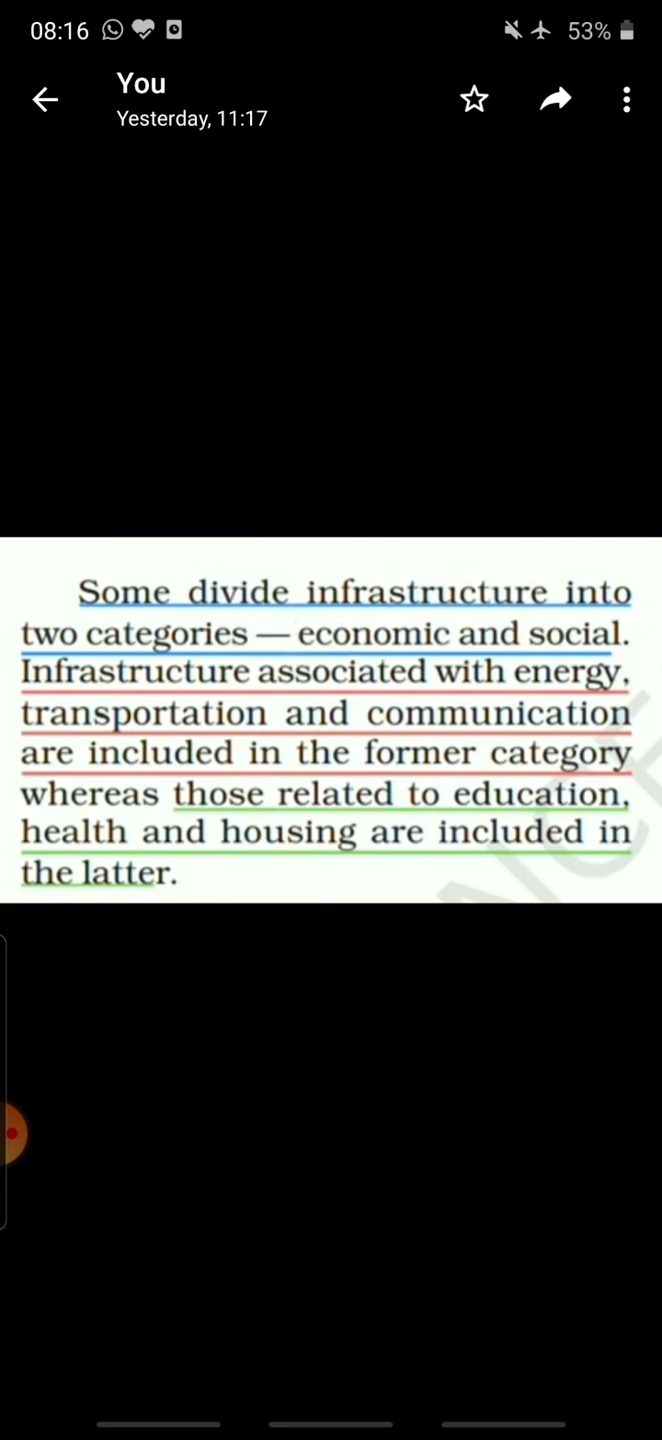 08:16
53%
You
Yesterday, 11:17
Some divide infrastructure into
two categories — economic and social.
Infrastructure associated with energy,
transportation and communication
are included in the former category
whereas those related to education,
health and housing are included in
the latter.